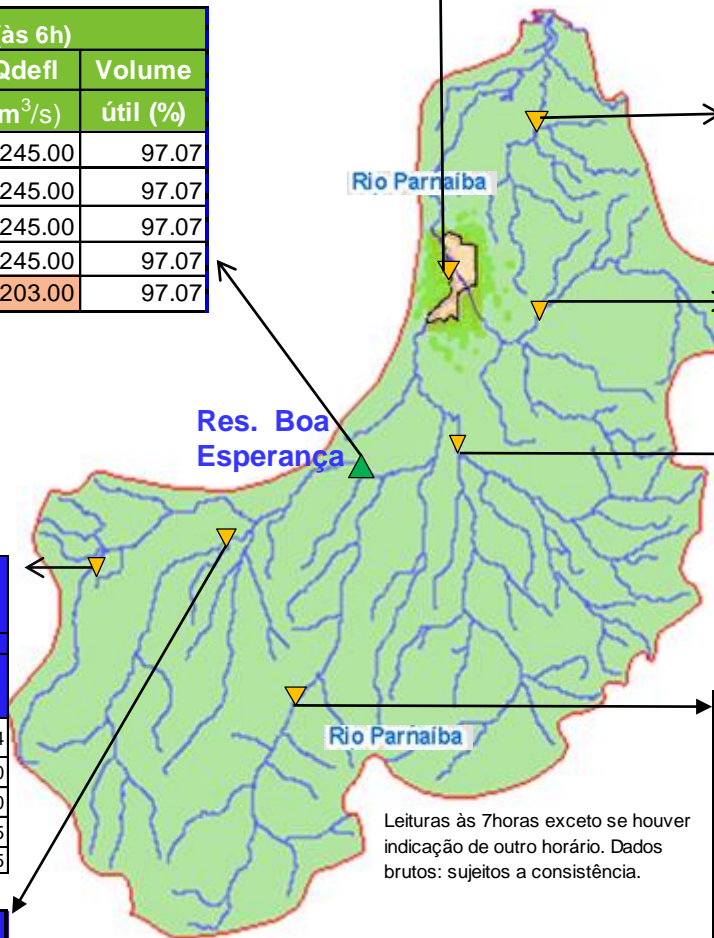 às 6h)
Qdefl Volume
m³/s) útil (%)
245.00 97.07
245.00 97.07
245.00 97.07
245.00 97.07
203.00 97.07
Rio Parnaíba
Res. Boa
Esperança
Rio Parnaíba
Leituras às 7horas exceto se houver
indicação de outro horário. Dados
brutos: sujeitos a consistência.